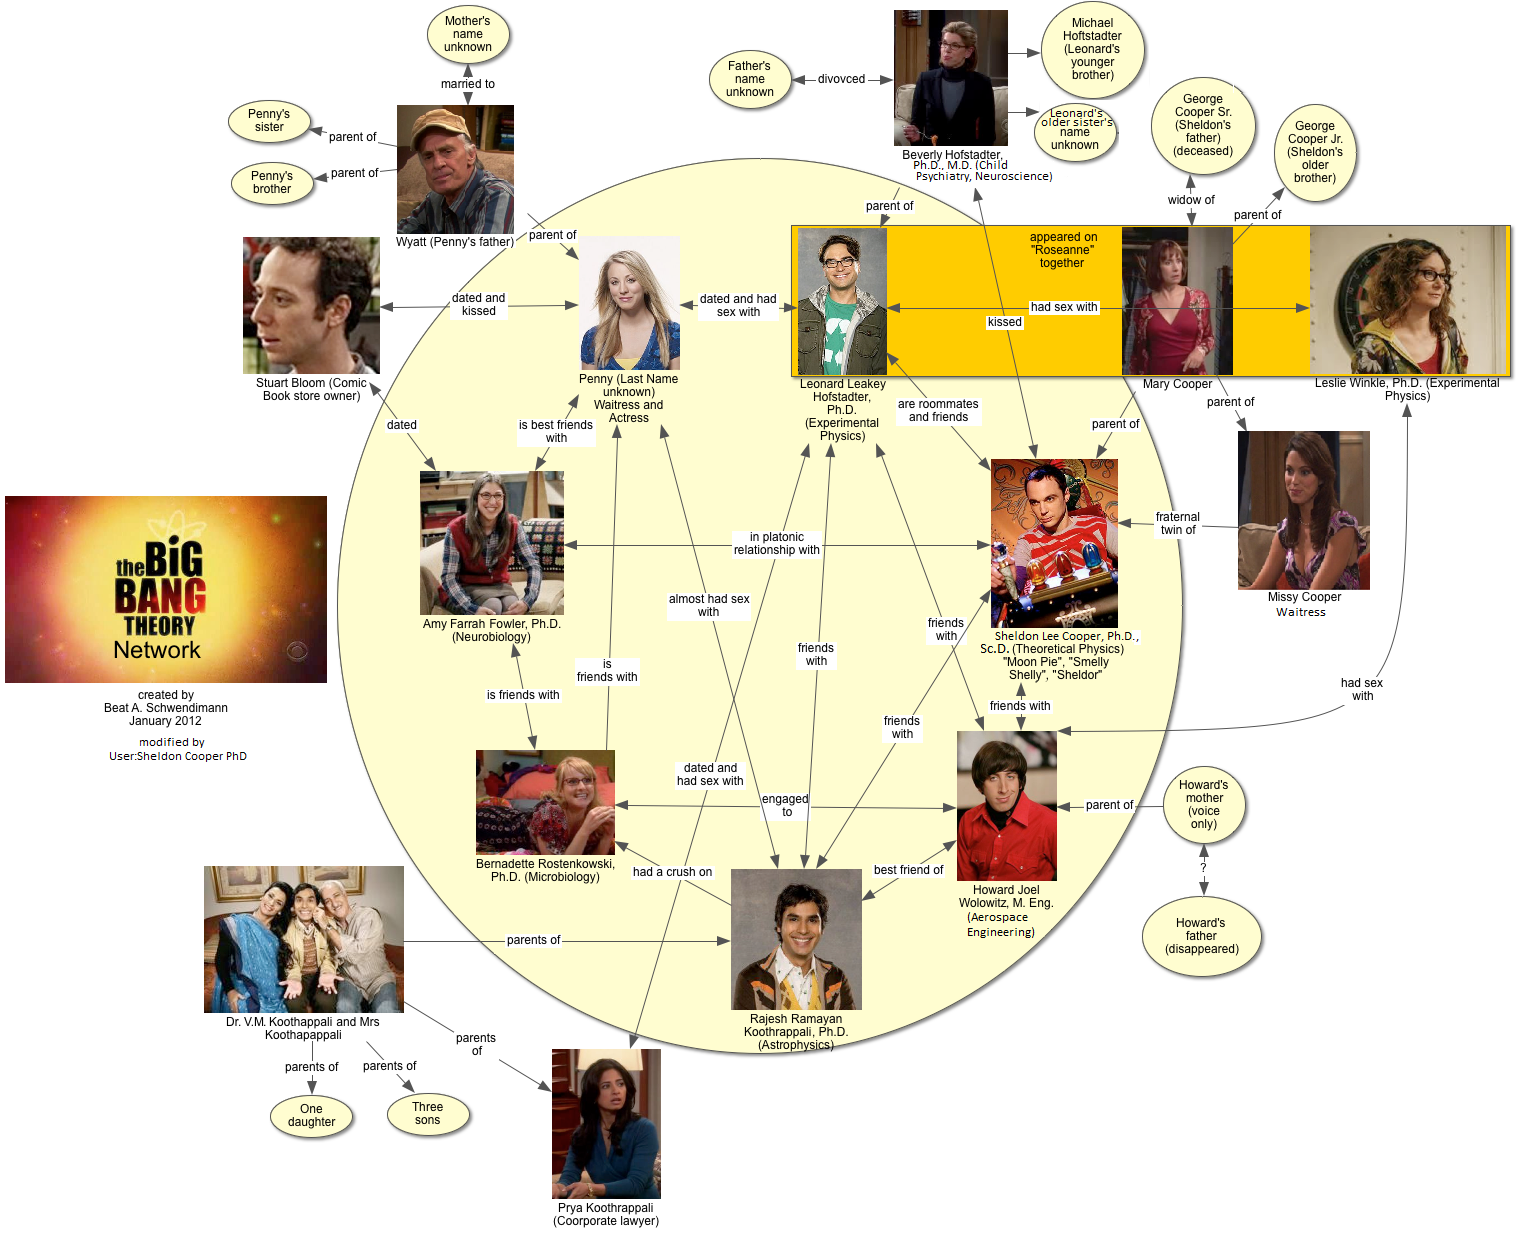 Mother's
name
unknown
married to
Penny's
sister
parent of
Penny's
brother
parent of
Wyatt (Penny's father)
parent of
Father's
name
unknown
divovced
Michael
Hoftstadter
(Leonard's
younger
brother)
Leonard's
older sister's
name
unknown
Beverly Hofstadter,
Ph.D., M.D. (Child
Psychiatry, Neuroscience)
parent of
George
Cooper Sr.
(Sheldon's
father)
(deceased)
George
Cooper Jr.
(Sheldon's
older
brother)
widow of
parent of
appeared on
"Roseanne"
together
dated and
kissed
dated and had
sex with
had sex with
kissed
Stuart Bloom (Comic
Book store owner)
Penny (Last Name
unknown)
Waitress and
Actress
Leonard Leakey
Hofstadter,
Ph.D.
(Experimental
Physics)
Mary Cooper
Leslie Winkle, Ph.D. (Experimental
Physics)
dated
is best friends
with
are roommates
and friends
parent of
parent of
the BiG
BANG
THEORY
Network
created by
Beat A. Schwendimann
January 2012
modified by
User:Sheldon Cooper PhD
in platonic
relationship with
fraternal
twin of
Amy Farrah Fowler, Ph.D.
(Neurobiology)
almost had sex
with
friends
with
friends
with
Sheldon Lee Cooper, Ph.D.,
Sc.D. (Theoretical Physics)
"Moon Pie", "Smelly
Shelly", "Sheldor"
Missy Cooper
Waitress
is friends with
is
friends with
friends
with
friends with
had sex
with
dated and
had sex with
engaged
to
parent of
Howard's
mother
(voice
only)
?
Howard's
father
(disappeared)
Bernadette Rostenkowski,
Ph.D. (Microbiology)
had a crush on
best friend of
Howard Joel
Wolowitz, M. Eng.
(Aerospace
Engineering)
parents of
Dr. V.M. Koothappali and Mrs
Koothapappali
Rajesh Ramayan
Koothrappali, Ph.D.
(Astrophysics)
parents of
parents of
parents
of
One
daughter
Three
sons
Prya Koothrappali
(Coorporate lawyer)